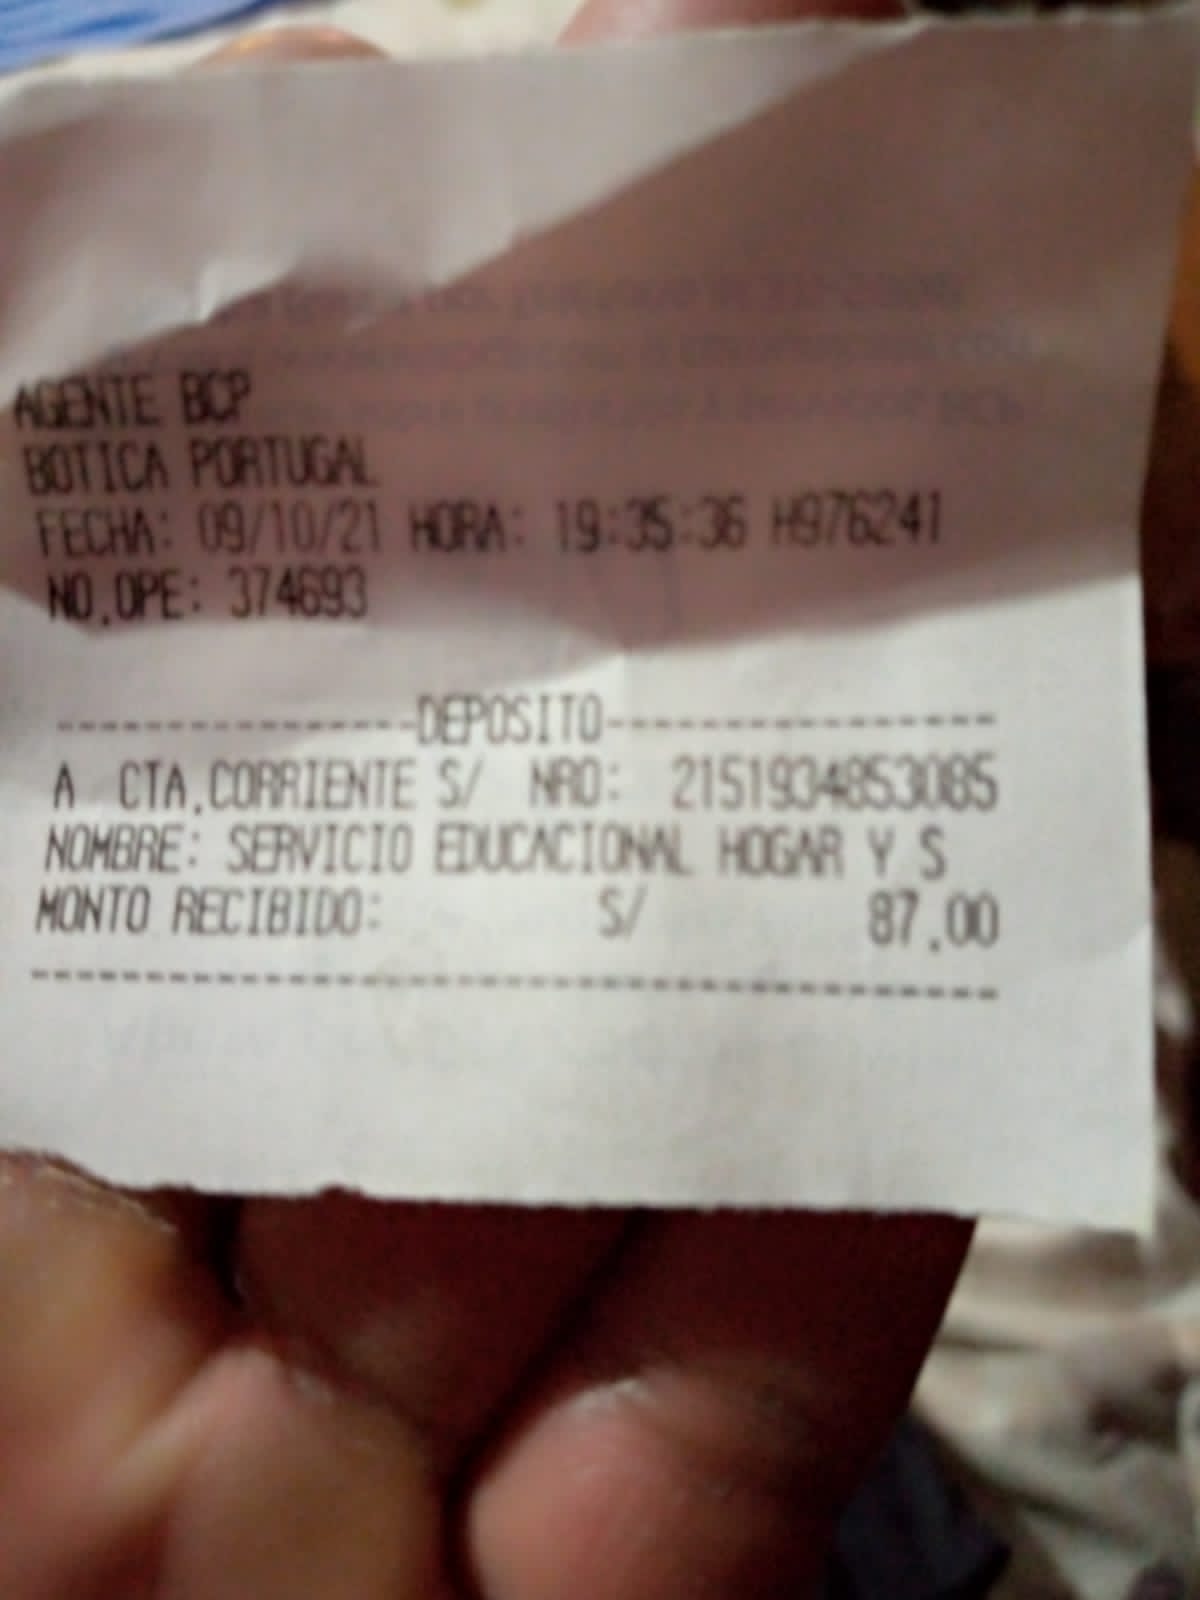 AGENTE BCP
BOTICA PORTUGAL
FECHA: 09/10/21 HORA: 19:35:36 H976241
NO.OPE: 374693
----------------DEPOSITO-----------------
A CTA.CORRIENTE S/ NRO: 2151934853085
NOMBRE: SERVICIO EDUCACIONAL HOGAR Y S
MONTO RECIBIDO: S/ 87.00
-----------------------------------------